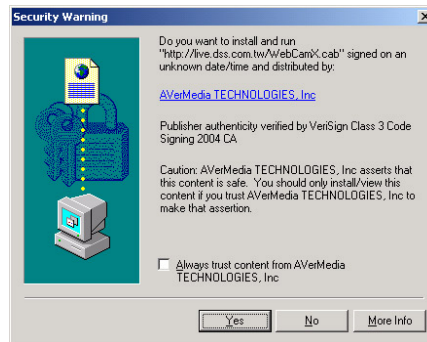 Security Warning
Do you want to install and run
"http://live.dss.com.tw/WebCamX.cab" signed on an
unknown date/time and distributed by:
AVerMedia TECHNOLOGIES, Inc
Publisher authenticity verified by VeriSign Class 3 Code
Signing 2004 CA
Caution: AVerMedia TECHNOLOGIES, Inc asserts that
this content is safe. You should only install/view this
content if you trust AVerMedia TECHNOLOGIES, Inc to
make that assertion.
Always trust content from AVerMedia
TECHNOLOGIES, Inc
Yes No More Info